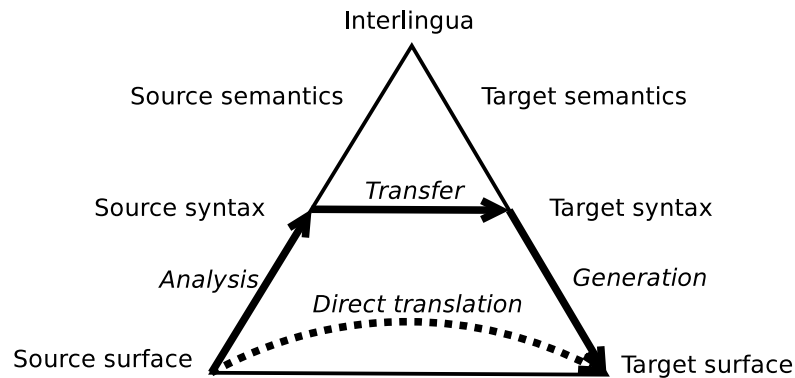 Interlingua
Source semantics
Target semantics
Transfer
Source syntax
Target syntax
Analysis
Generation
Direct translation
Source surface
Target surface